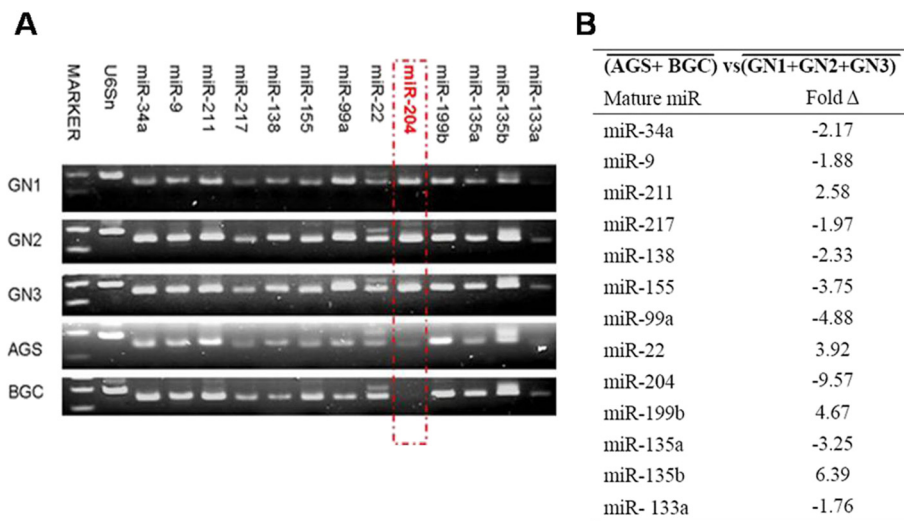 A
MARKER
U6Sn
miR-34a
miR-9
miR-211
miR-217
miR-138
miR-155
miR-99a
miR-22
miR-204
miR-199b
miR-135a
miR-135b
miR-133a
GN1
GN2
GN3
AGS
BGC
B
(AGS+ BGC) vs(GN1+GN2+GN3)
Mature miR Fold Δ
miR-34a -2.17
miR-9 -1.88
miR-211 2.58
miR-217 -1.97
miR-138 -2.33
miR-155 -3.75
miR-99a -4.88
miR-22 3.92
miR-204 -9.57
miR-199b 4.67
miR-135a -3.25
miR-135b 6.39
miR- 133a -1.76